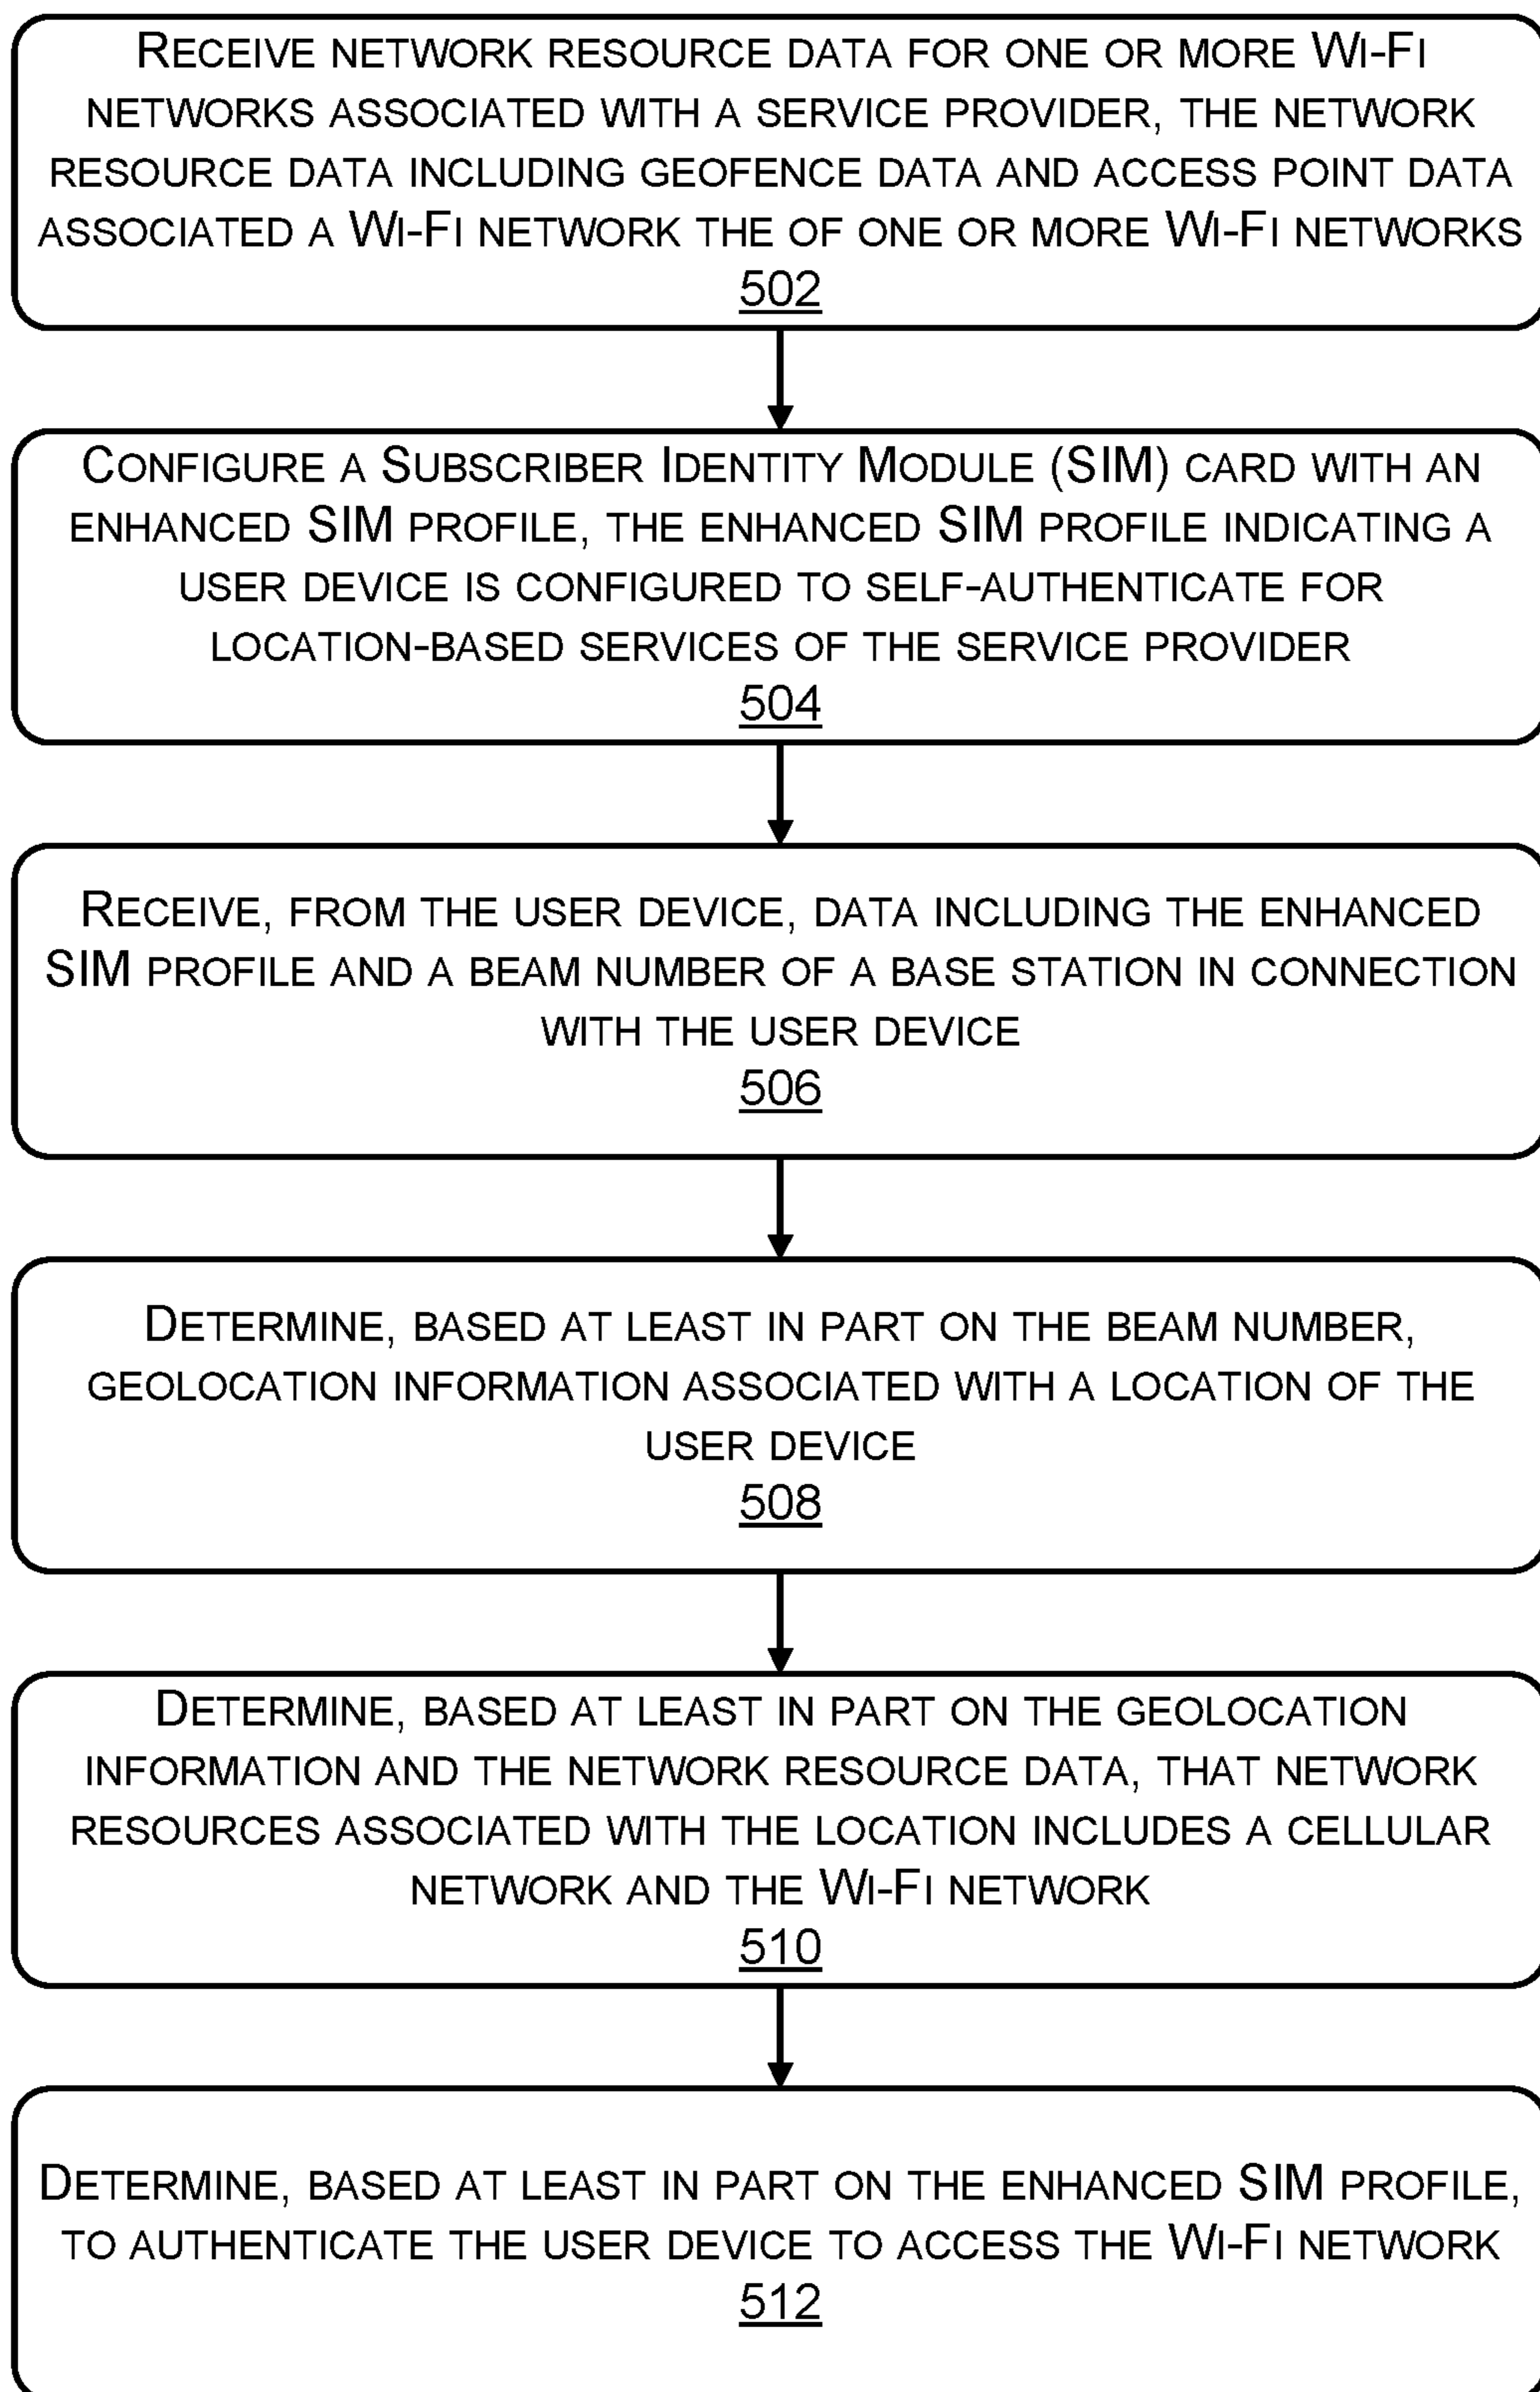 RECEIVE NETWORK RESOURCE DATA FOR ONE OR MORE WI-FI
NETWORKS ASSOCIATED WITH A SERVICE PROVIDER, THE NETWORK
RESOURCE DATA INCLUDING GEOFENCE DATA AND ACCESS POINT DATA
ASSOCIATED A WI-FI NETWORK THE OF ONE OR MORE WI-FI NETWORKS
502
CONFIGURE A SUBSCRIBER IDENTITY MODULE (SIM) CARD WITH AN
ENHANCED SIM PROFILE, THE ENHANCED SIM PROFILE INDICATING A
USER DEVICE IS CONFIGURED TO SELF-AUTHENTICATE FOR
LOCATION-BASED SERVICES OF THE SERVICE PROVIDER
504
RECEIVE, FROM THE USER DEVICE, DATA INCLUDING THE ENHANCED
SIM PROFILE AND A BEAM NUMBER OF A BASE STATION IN CONNECTION
WITH THE USER DEVICE
506
DETERMINE, BASED AT LEAST IN PART ON THE BEAM NUMBER,
GEOLOCATION INFORMATION ASSOCIATED WITH A LOCATION OF THE
USER DEVICE
508
DETERMINE, BASED AT LEAST IN PART ON THE GEOLOCATION
INFORMATION AND THE NETWORK RESOURCE DATA, THAT NETWORK
RESOURCES ASSOCIATED WITH THE LOCATION INCLUDES A CELLULAR
NETWORK AND THE WI-FI NETWORK
510
DETERMINE, BASED AT LEAST IN PART ON THE ENHANCED SIM PROFILE,
TO AUTHENTICATE THE USER DEVICE TO ACCESS THE WI-FI NETWORK
512